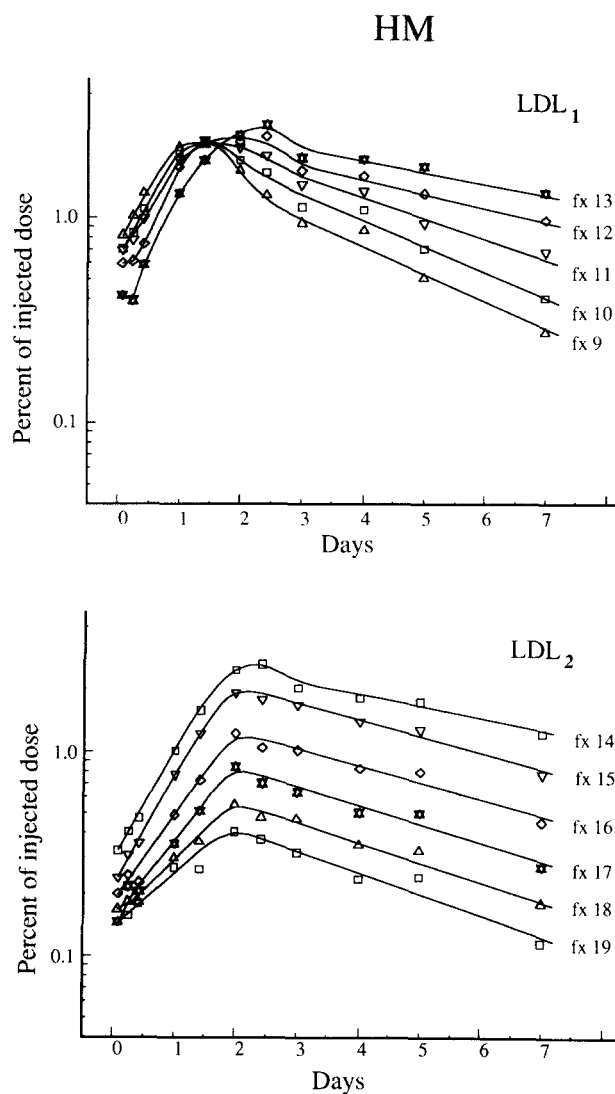 HM
LDL1
Percent of injected dose
1.0
0.1
fx 13
fx 12
fx 11
fx 10
fx 9
0 1 2 3 4 5 6 7
Days
LDL2
Percent of injected dose
1.0
0.1
fx 14
fx 15
fx 16
fx 17
fx 18
fx 19
0 1 2 3 4 5 6 7
Days